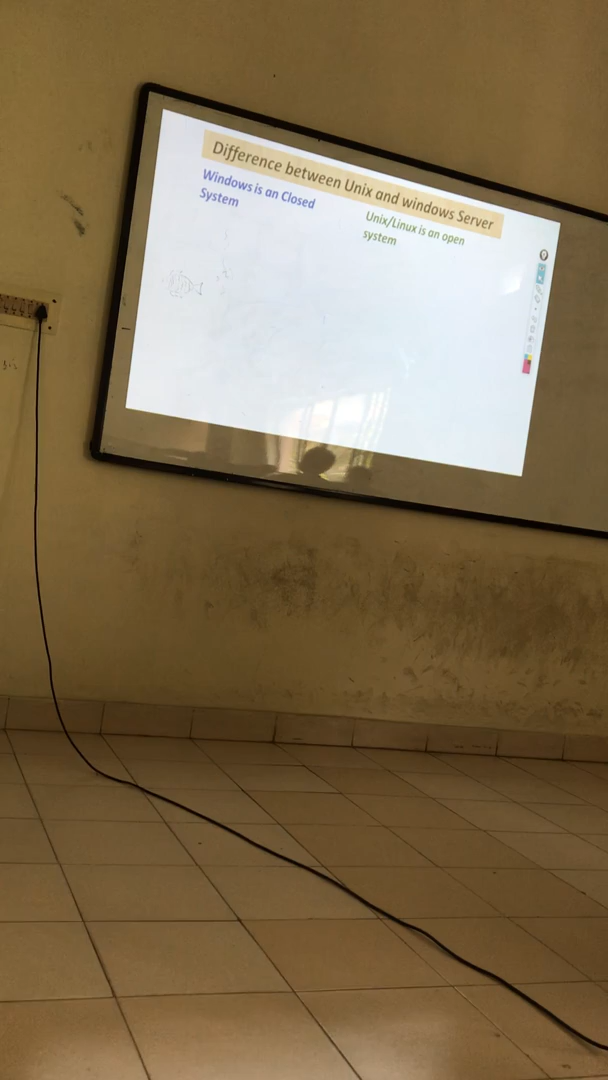 Difference between Unix and windows Server
Windows is an Closed
System
Unix/Linux is an open
system